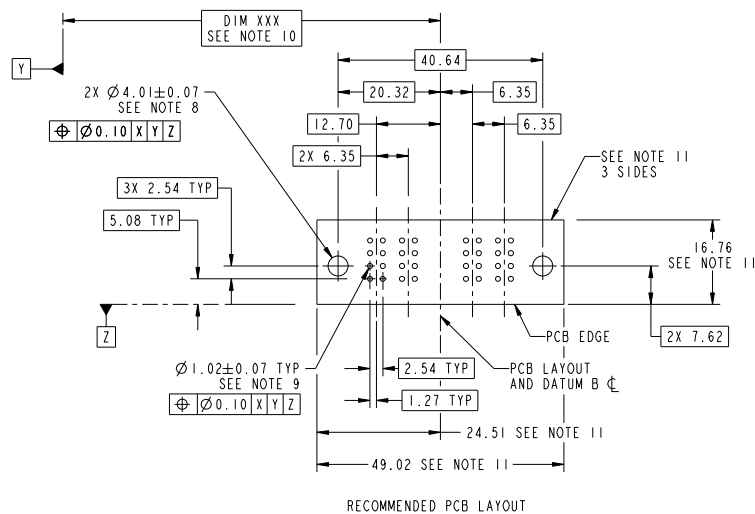 DIM XXX
SEE NOTE 10
Y
40.64
2X Ø4.01±0.07
SEE NOTE 8
20.32
6.35
⌖ Ø0.10 X Y Z
12.70
6.35
2X 6.35
SEE NOTE 11
3 SIDES
3X 2.54 TYP
5.08 TYP
16.76
SEE NOTE 11
Z
PCB EDGE
2X 7.62
Ø1.02±0.07 TYP
SEE NOTE 9
2.54 TYP
PCB LAYOUT
AND DATUM B ℄
⌖ Ø0.10 X Y Z
1.27 TYP
24.51 SEE NOTE 11
49.02 SEE NOTE 11
RECOMMENDED PCB LAYOUT